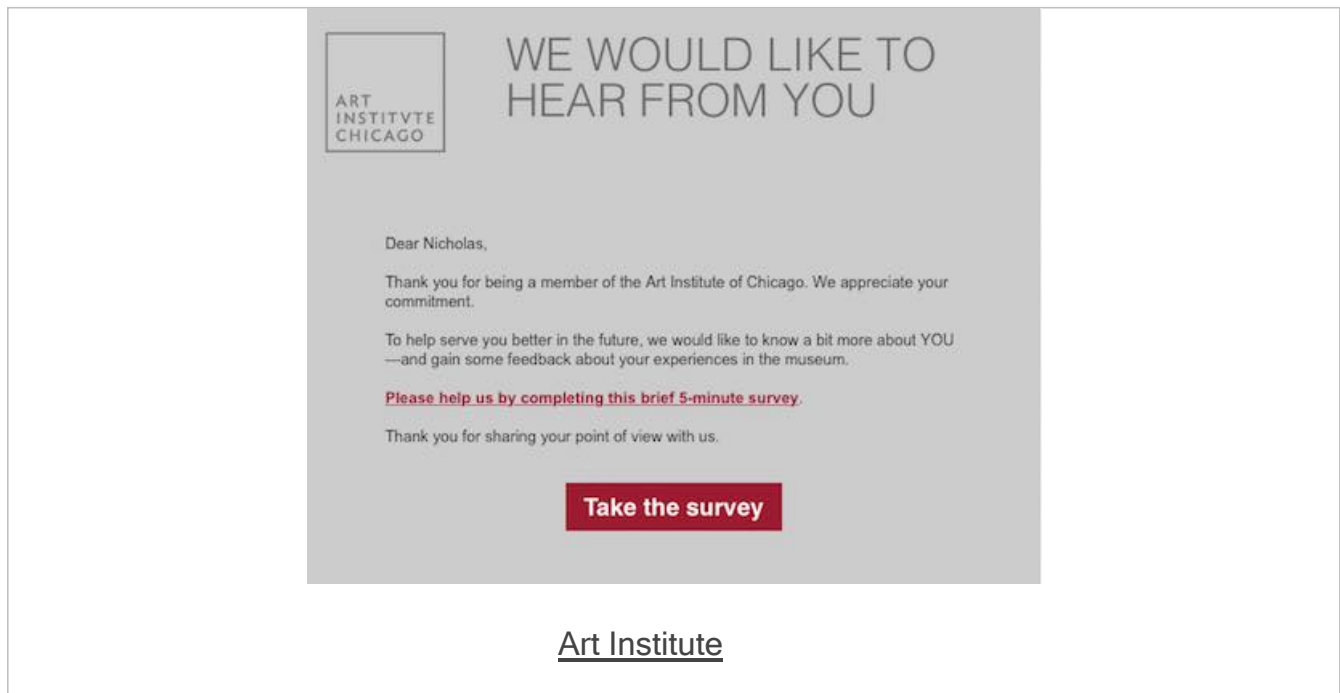 ART
INSTITVTE
CHICAGO
WE WOULD LIKE TO
HEAR FROM YOU
Dear Nicholas,
Thank you for being a member of the Art Institute of Chicago. We appreciate your
commitment.
To help serve you better in the future, we would like to know a bit more about YOU
—and gain some feedback about your experiences in the museum.
Please help us by completing this brief 5-minute survey.
Thank you for sharing your point of view with us.
Take the survey
Art Institute